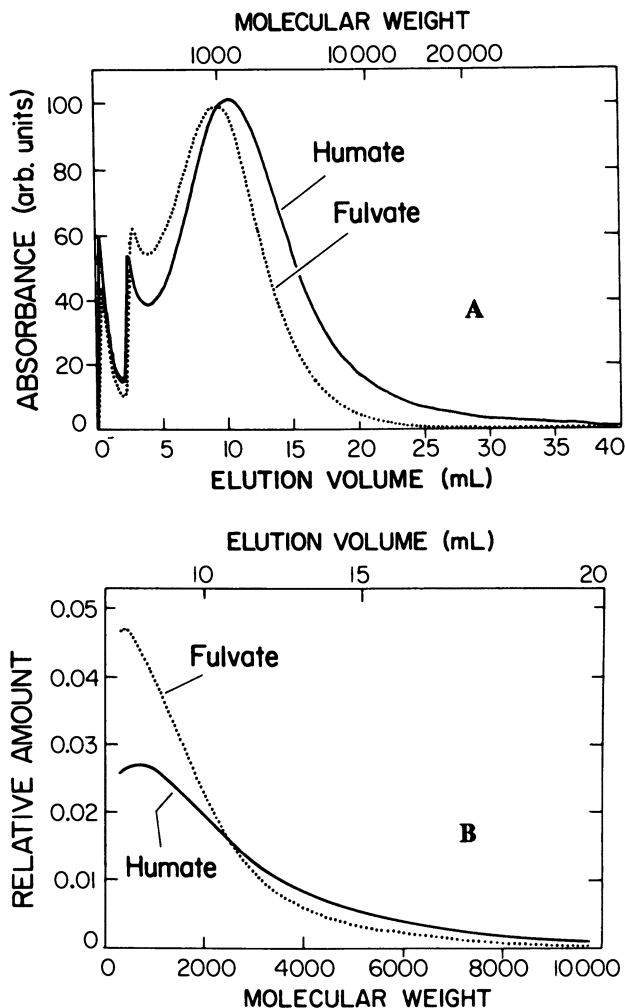 MOLECULAR WEIGHT
1000 10000 20000
ABSORBANCE (arb. units)
100
80
60
40
20
0
Humate
Fulvate
A
0 5 10 15 20 25 30 35 40
ELUTION VOLUME (mL)
ELUTION VOLUME (mL)
10 15 20
RELATIVE AMOUNT
0.05
0.04
0.03
0.02
0.01
0
Fulvate
Humate
B
0 2000 4000 6000 8000 10000
MOLECULAR WEIGHT